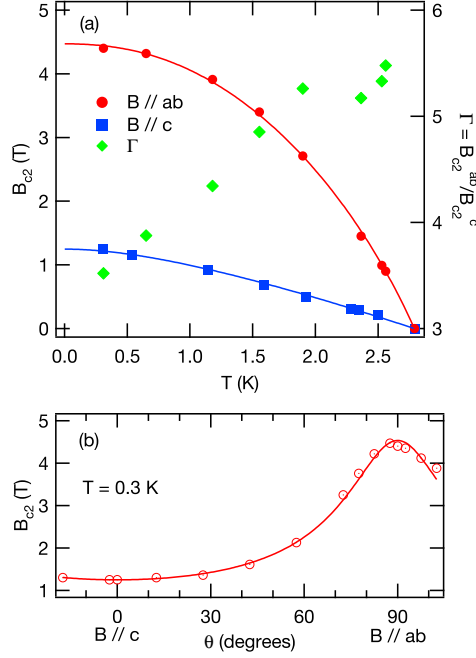 (a)
5
4
3
2
1
0
B_c2 (T)
B // ab
B // c
Γ
6
5
4
3
Γ = B_c2^ab/B_c2^c
0.0 0.5 1.0 1.5 2.0 2.5
T (K)
(b)
5
4
3
2
1
B_c2 (T)
T = 0.3 K
0 30 60 90
B // c θ (degrees) B // ab